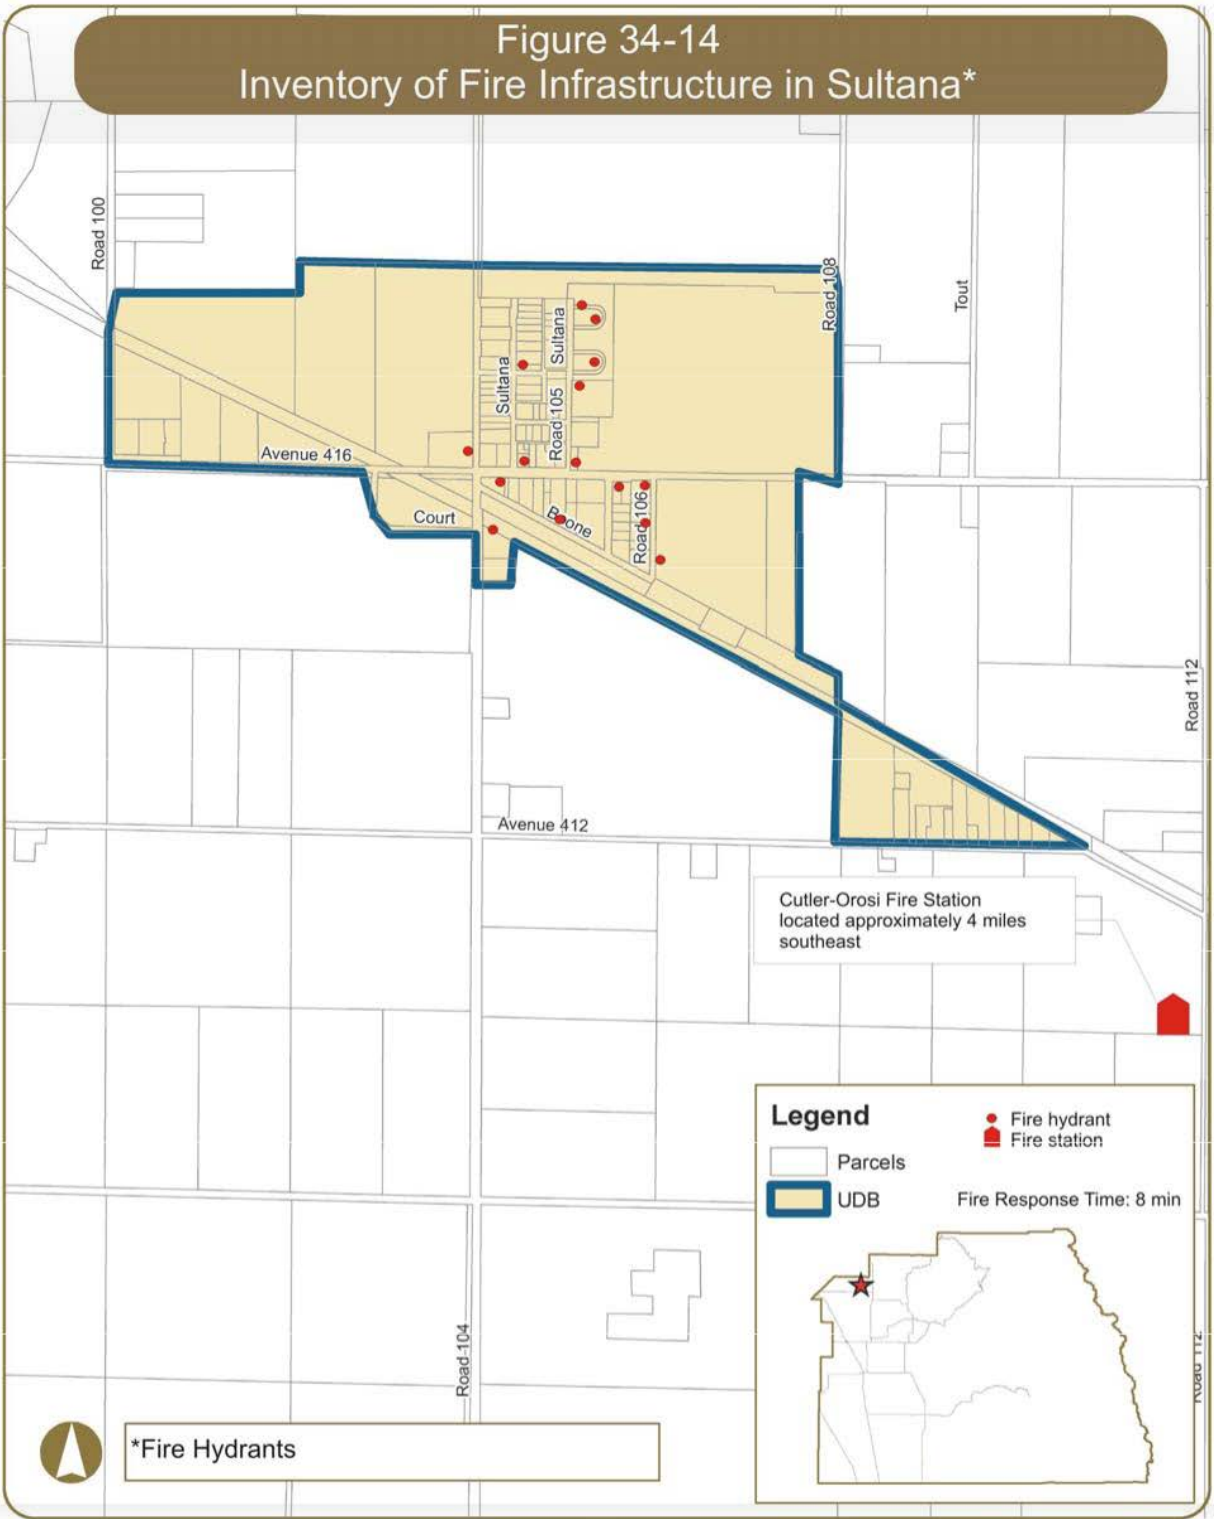 Figure 34-14
Inventory of Fire Infrastructure in Sultana*
Road 100
Road 108
Tout
Sultana
Sultana
Road 105
Avenue 416
Court
Boone
Road 106
Road 112
Avenue 412
Cutler-Orosi Fire Station
located approximately 4 miles
southeast
Legend
Fire hydrant
Fire station
Parcels
UDB
Fire Response Time: 8 min
Road 104
Road 112
*Fire Hydrants